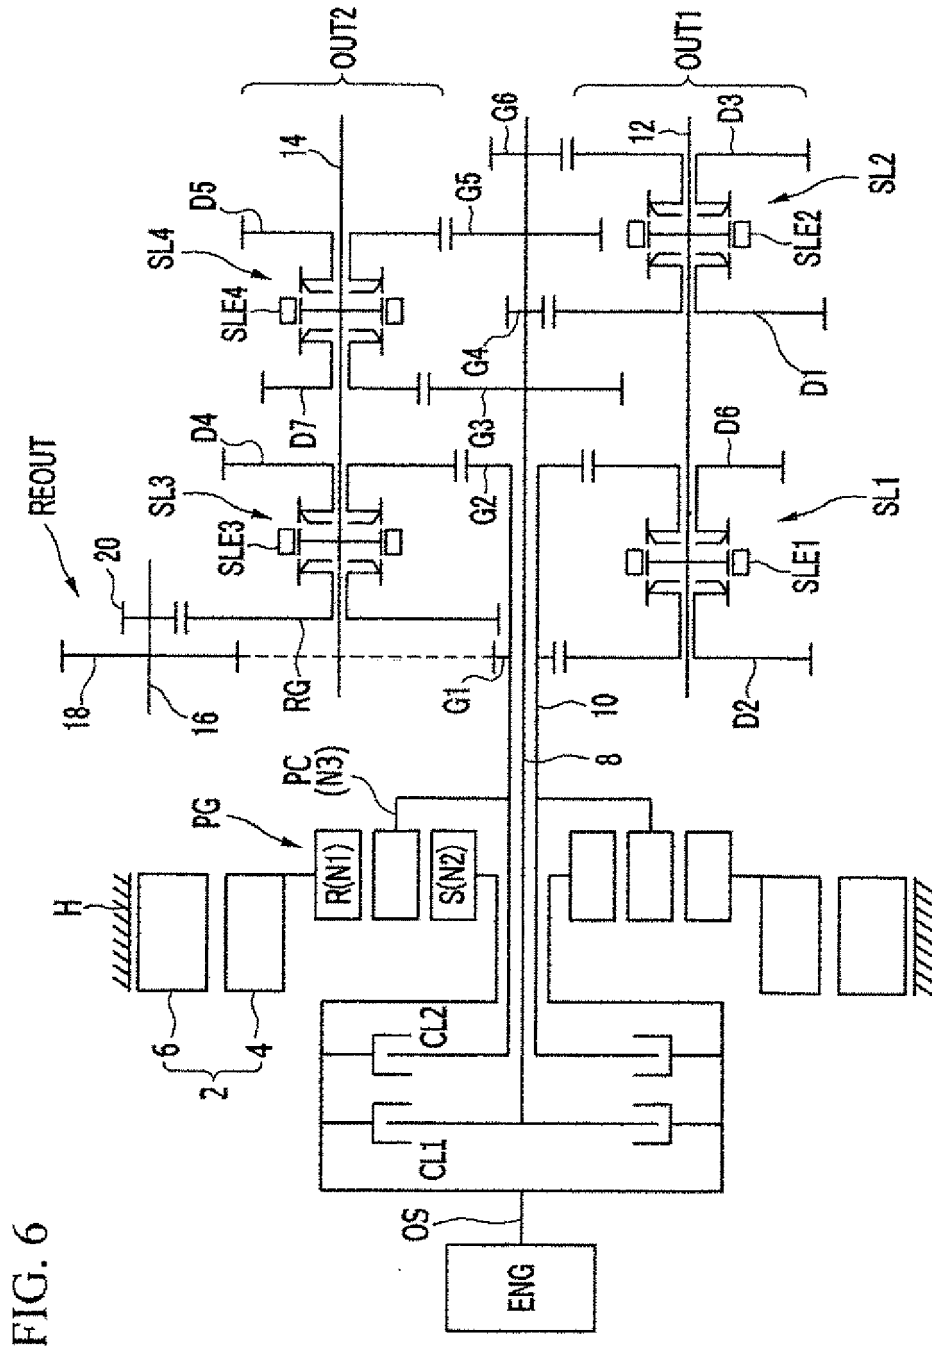 FIG. 6
OUT2
OUT1
G6
14
12
D3
D5
G5
SL2
SL4
SLE4
SLE2
G4
D7
G3
D1
D4
REOUT
SL3
G2
D6
SLE3
SL1
20
SLE1
18
16
RG
G1
10
D2
8
PC
(N3)
PG
R(N1)
S(N2)
H
6
4
2
CL2
CL1
OS
ENG